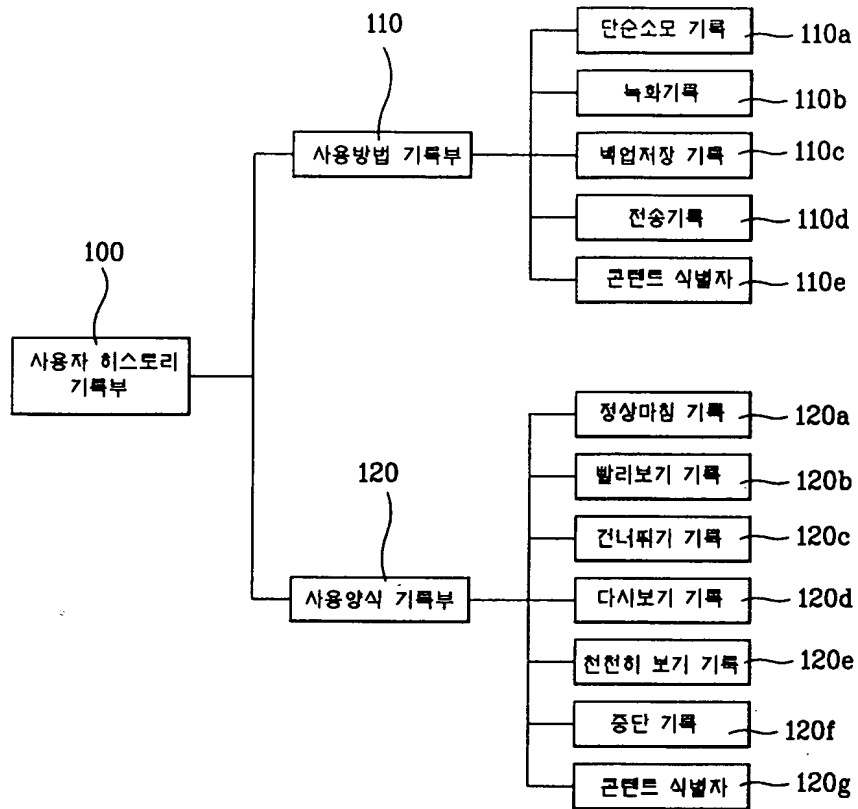 110
단순소모 기록
110a
녹화기록
110b
사용방법 기록부
백업저장 기록
110c
전송기록
110d
콘텐트 식별자
110e
100
사용자 히스토리
기록부
정상마침 기록
120a
빨리보기 기록
120b
120
건너뛰기 기록
120c
사용양식 기록부
다시보기 기록
120d
천천히 보기 기록
120e
중단 기록
120f
콘텐트 식별자
120g